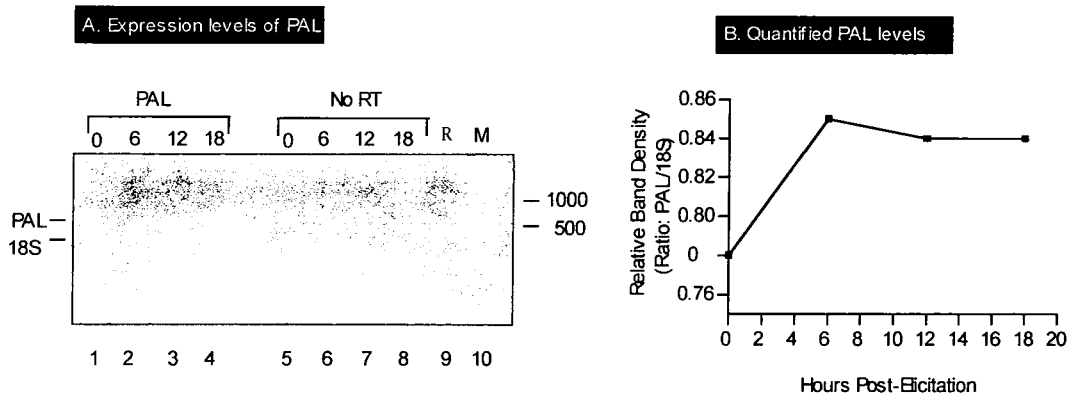 A. Expression levels of PAL
PAL
No RT
0 6 12 18 0 6 12 18 R M
PAL
18S
1000
500
1 2 3 4 5 6 7 8 9 10
B. Quantified PAL levels
Relative Band Density
(Ratio: PAL/18S)
0.86
0.84
0.82
0.80
0
0.76
0 2 4 6 8 10 12 14 16 18 20
Hours Post-Elicitation